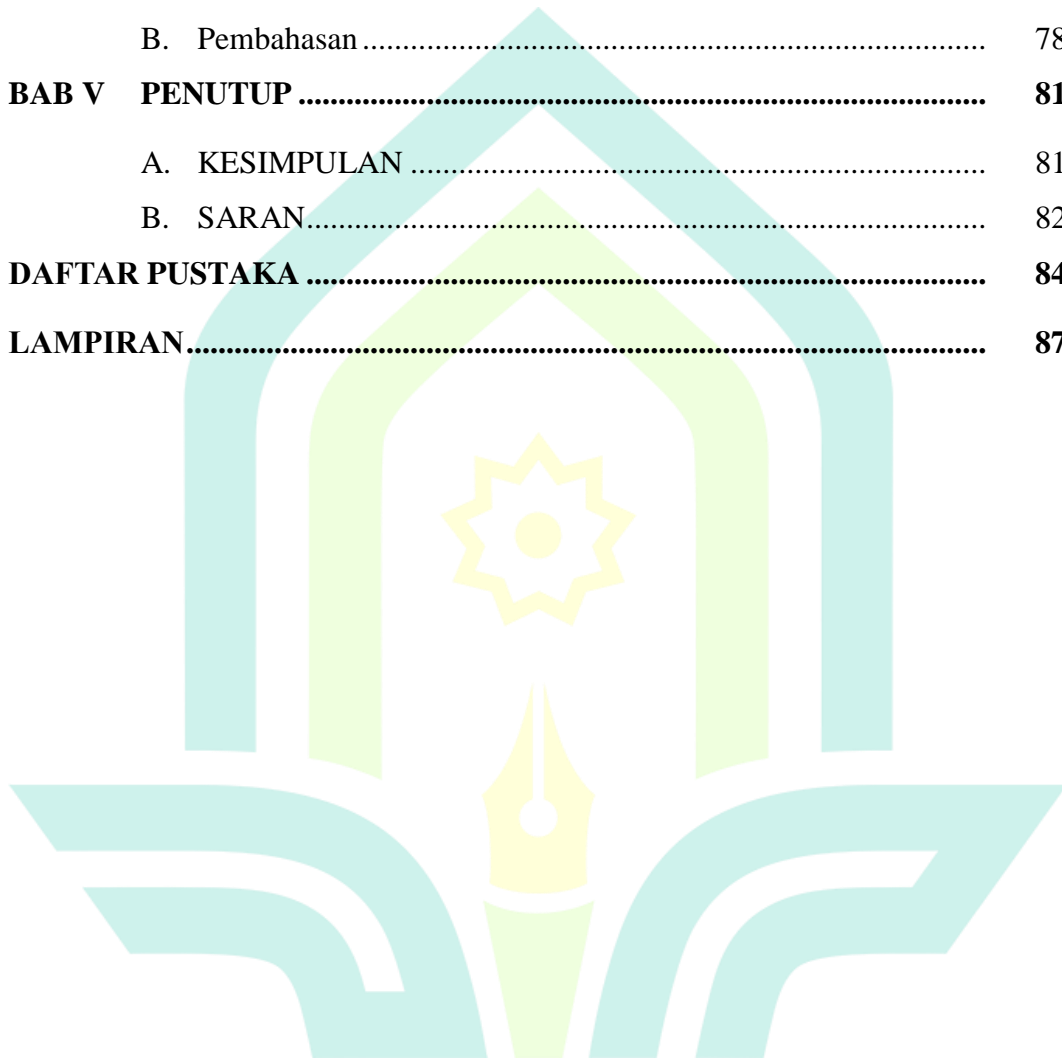 B. Pembahasan ........................................................................ 78
BAB V PENUTUP ........................................................................ 81
A. KESIMPULAN ........................................................................ 81
B. SARAN........................................................................ 82
DAFTAR PUSTAKA ........................................................................ 84
LAMPIRAN........................................................................ 87